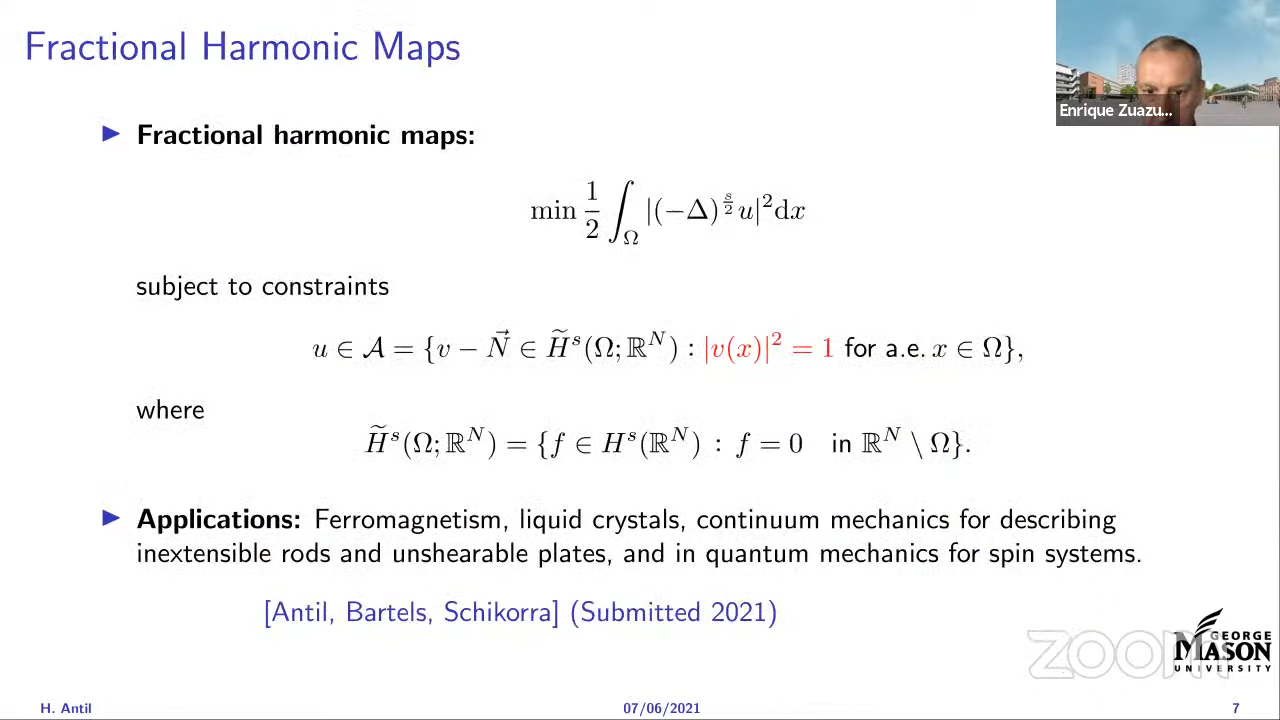 Fractional Harmonic Maps
Enrique Zuazu...
▶ Fractional harmonic maps:
min 1/2 ∫_Ω |(−Δ)^{s/2} u|² dx
subject to constraints
u ∈ 𝒜 = {v − N⃗ ∈ H̃^s(Ω; ℝ^N) : |v(x)|² = 1 for a.e. x ∈ Ω},
where
H̃^s(Ω; ℝ^N) = {f ∈ H^s(ℝ^N) : f = 0 in ℝ^N \ Ω}.
▶ Applications: Ferromagnetism, liquid crystals, continuum mechanics for describing
inextensible rods and unshearable plates, and in quantum mechanics for spin systems.
[Antil, Bartels, Schikorra] (Submitted 2021)
ZOOM
GEORGE
MASON
UNIVERSITY
H. Antil
07/06/2021
7